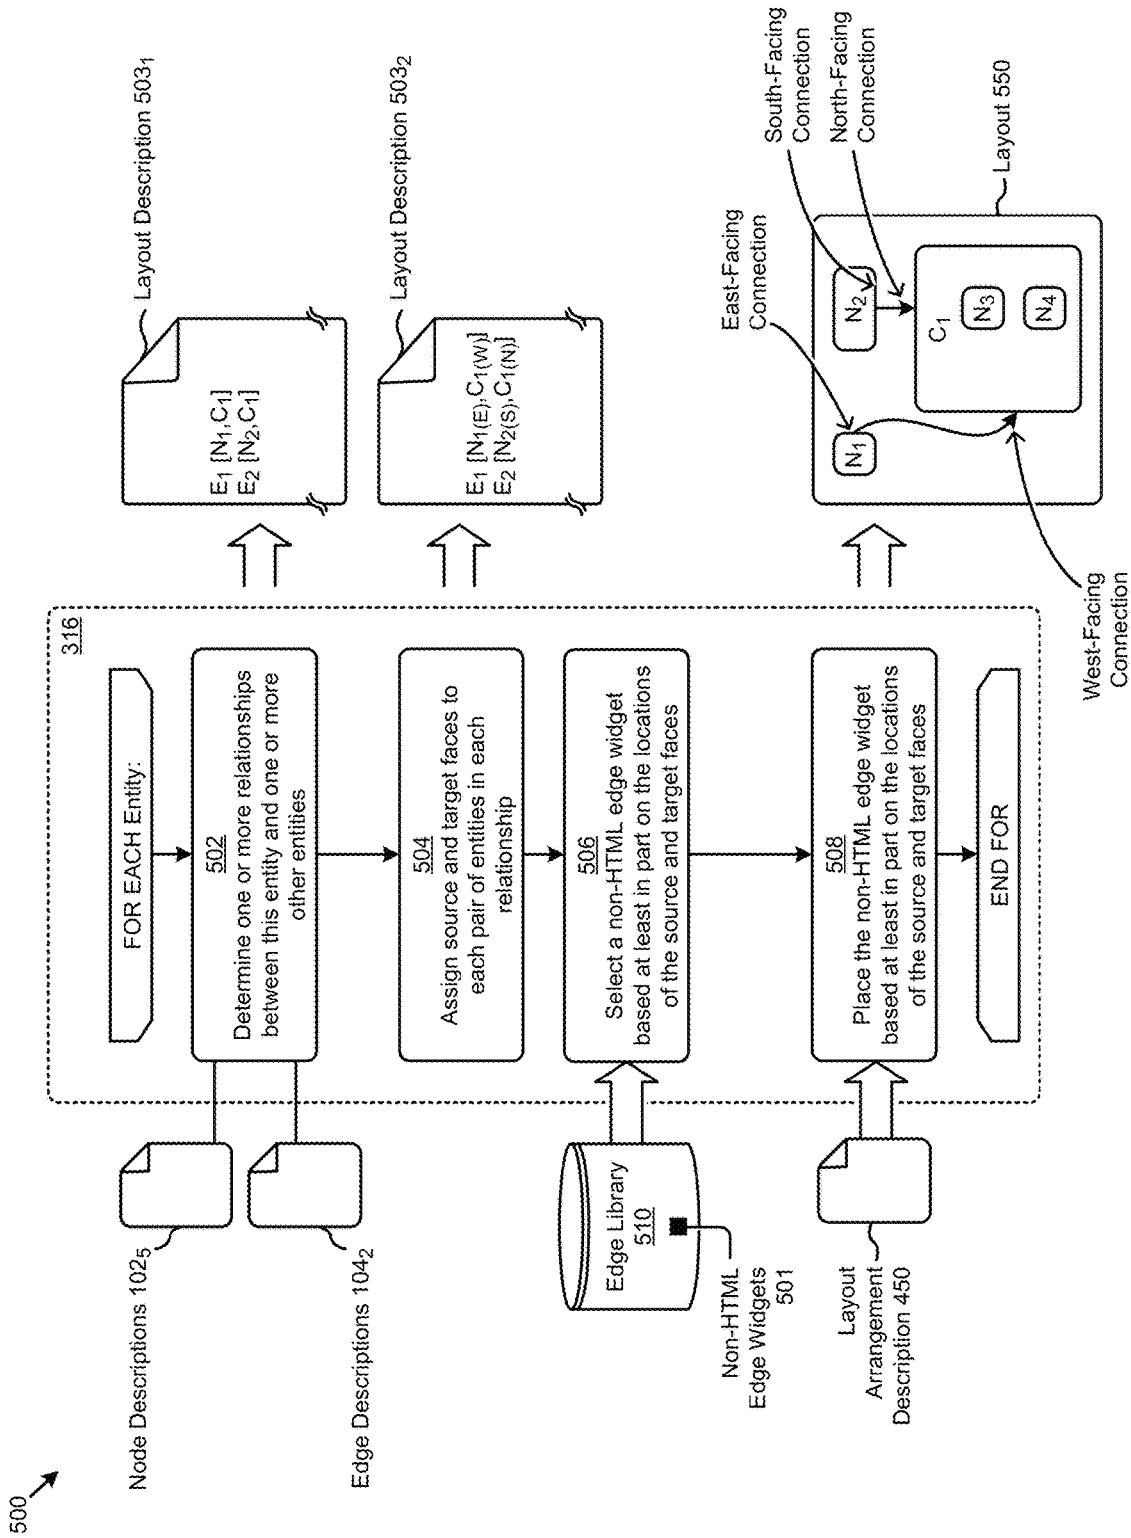 500
Node Descriptions 102₅
Edge Descriptions 104₂
316
FOR EACH Entity:
502
Determine one or more relationships
between this entity and one or more
other entities
504
Assign source and target faces to
each pair of entities in each
relationship
Edge Library
510
Non-HTML
Edge Widgets
501
506
Select a non-HTML edge widget
based at least in part on the locations
of the source and target faces
Layout
Arrangement
Description 450
508
Place the non-HTML edge widget
based at least in part on the locations
of the source and target faces
END FOR
Layout Description 503₁
E₁ [N₁,C₁]
E₂ [N₂,C₁]
Layout Description 503₂
E₁ [N₁(E),C₁(W)]
E₂ [N₂(S),C₁(N)]
East-Facing
Connection
South-Facing
Connection
North-Facing
Connection
N₁
N₂
C₁
N₃
N₄
Layout 550
West-Facing
Connection